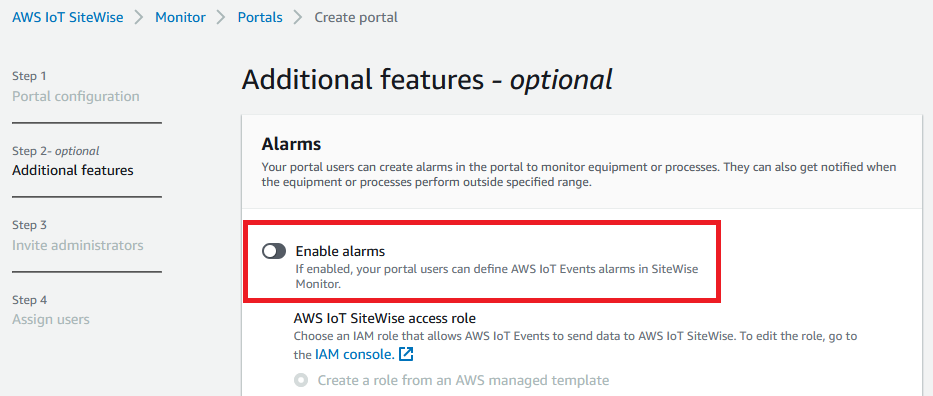 AWS IoT SiteWise > Monitor > Portals > Create portal
Step 1
Portal configuration
Step 2- optional
Additional features
Step 3
Invite administrators
Step 4
Assign users
Additional features - optional
Alarms
Your portal users can create alarms in the portal to monitor equipment or processes. They can also get notified when
the equipment or processes perform outside specified range.
Enable alarms
If enabled, your portal users can define AWS IoT Events alarms in SiteWise
Monitor.
AWS IoT SiteWise access role
Choose an IAM role that allows AWS IoT Events to send data to AWS IoT SiteWise. To edit the role, go to
the IAM console.
Create a role from an AWS managed template